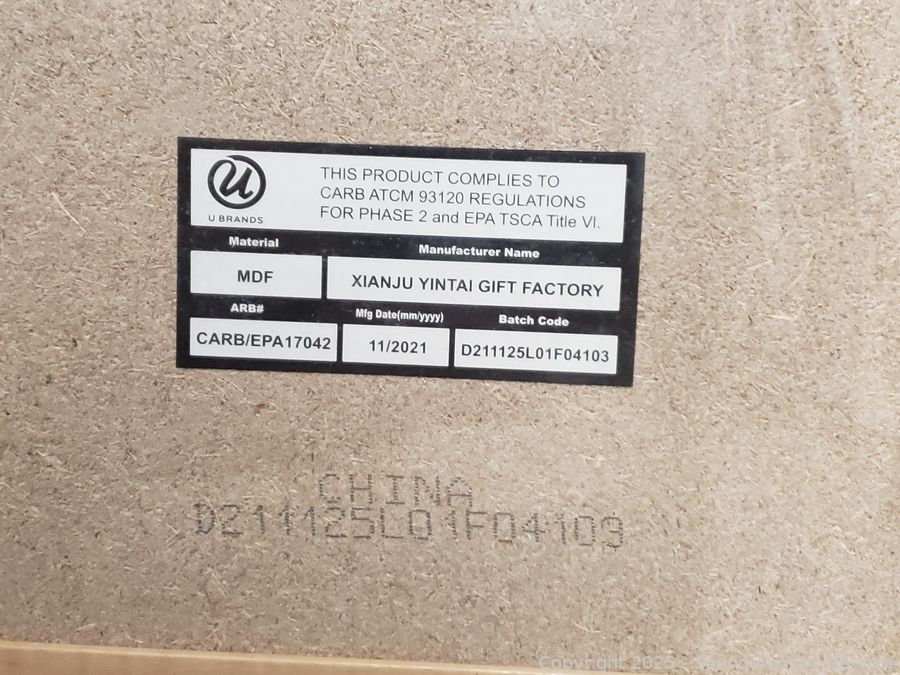 U BRANDS
THIS PRODUCT COMPLIES TO
CARB ATCM 93120 REGULATIONS
FOR PHASE 2 and EPA TSCA Title VI.
Material
Manufacturer Name
MDF
XIANJU YINTAI GIFT FACTORY
ARB#
Mfg Date(mm/yyyy)
Batch Code
CARB/EPA17042
11/2021
D211125L01F04103
CHINA
D211125L01F04103
Copyright 2025